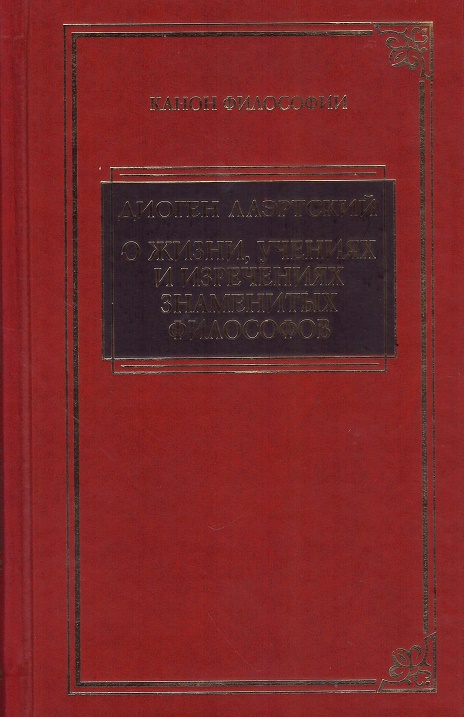 КАНОН ФИЛОСОФИИ
ДИОГЕН ЛАЭРТСКИЙ
О ЖИЗНИ, УЧЕНИЯХ
И ИЗРЕЧЕНИЯХ
ЗНАМЕНИТЫХ
ФИЛОСОФОВ